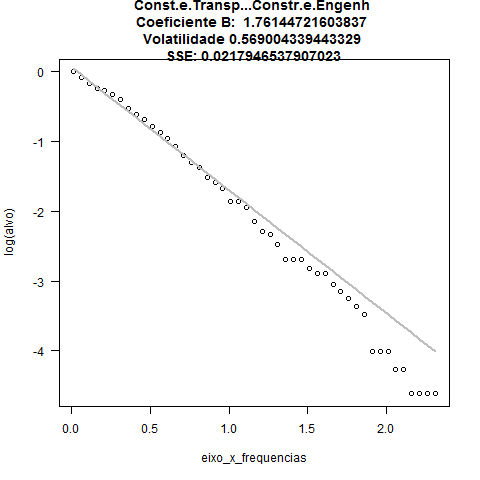 Const.e.Transp...Constr.e.Engenh
Coeficiente B: 1.76144721603837
Volatilidade 0.569004339443329
SSE: 0.0217946537907023
0
-1
-2
-3
-4
log(alvo)
0.0 0.5 1.0 1.5 2.0
eixo_x_frequencias